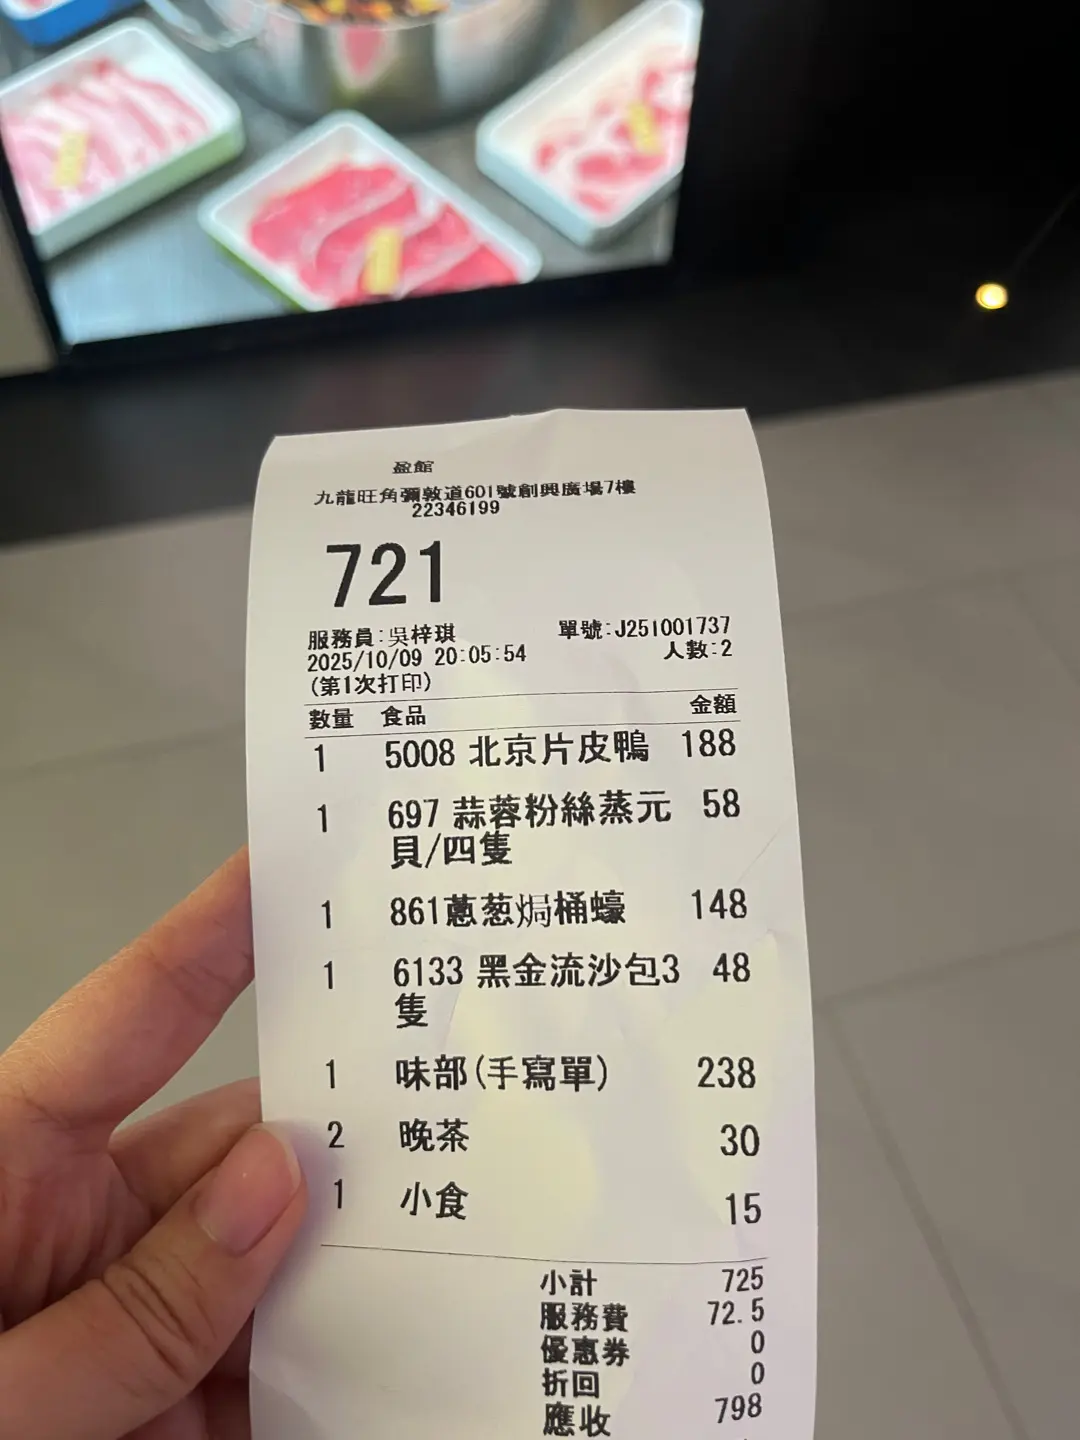 盈館
九龍旺角彌敦道601號創興廣場7樓
22346199
721
服務員:吳梓琪 單號:J251001737
2025/10/09 20:05:54 人數:2
(第1次打印)
數量 食品 金額
1 5008 北京片皮鴨 188
1 697 蒜蓉粉絲蒸元 58
貝/四隻
1 861薑葱焗桶蠔 148
1 6133 黑金流沙包3 48
隻
1 味部(手寫單) 238
2 晚茶 30
1 小食 15
小計 725
服務費 72.5
優惠券 0
折回 0
應收 798